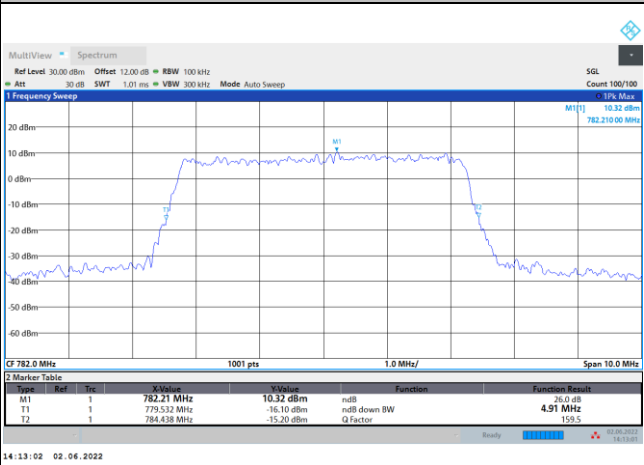 MultiView Spectrum
Ref Level 30.00 dBm Offset 12.00 dB RBW 100 kHz SGL
Att 30 dB SWT 1.01 ms VBW 300 kHz Mode Auto Sweep Count 100/100
1 Frequency Sweep 1Pk Max
M1[1] 10.32 dBm
782.210 00 MHz
20 dBm
M1
10 dBm
0 dBm
-10 dBm
T1 T2
-20 dBm
-30 dBm
-40 dBm
-50 dBm
-60 dBm
CF 782.0 MHz 1001 pts 1.0 MHz/ Span 10.0 MHz
2 Marker Table
Type Ref Trc X-Value Y-Value Function Function Result
M1 1 782.21 MHz 10.32 dBm ndB 26.0 dB
T1 1 779.532 MHz -16.10 dBm ndB down BW 4.91 MHz
T2 1 784.438 MHz -15.20 dBm Q Factor 159.5
Ready 02.06.2022
14:13:01
14:13:02 02.06.2022